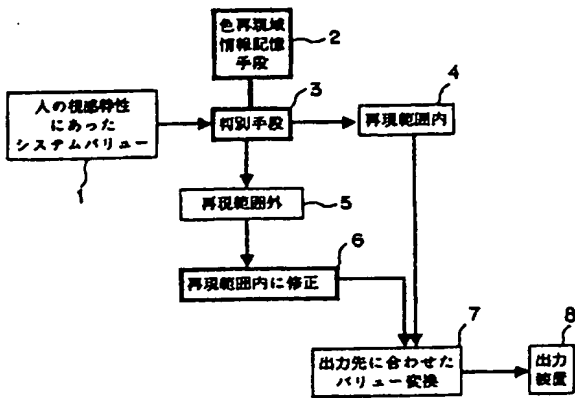 色再現域
情報記憶
手段
2
人の視感特性
にあった
システムバリュー
1
判別手段
3
再現範囲内
4
再現範囲外
5
再現範囲内に修正
6
出力先に合わせた
バリュー変換
7
出力
装置
8